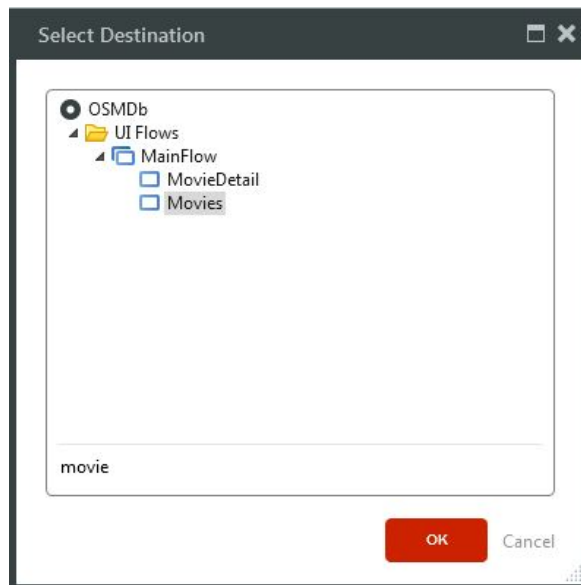 Select Destination
OSMDb
UI Flows
MainFlow
MovieDetail
Movies
movie
OK
Cancel